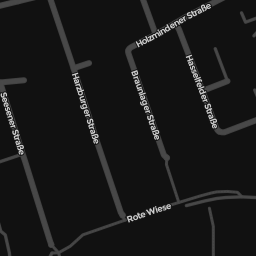 Holzmindener Straße
Hasselfelder Straße
Braunlager Straße
Harzburger Straße
Seesener Straße
Rote Wiese